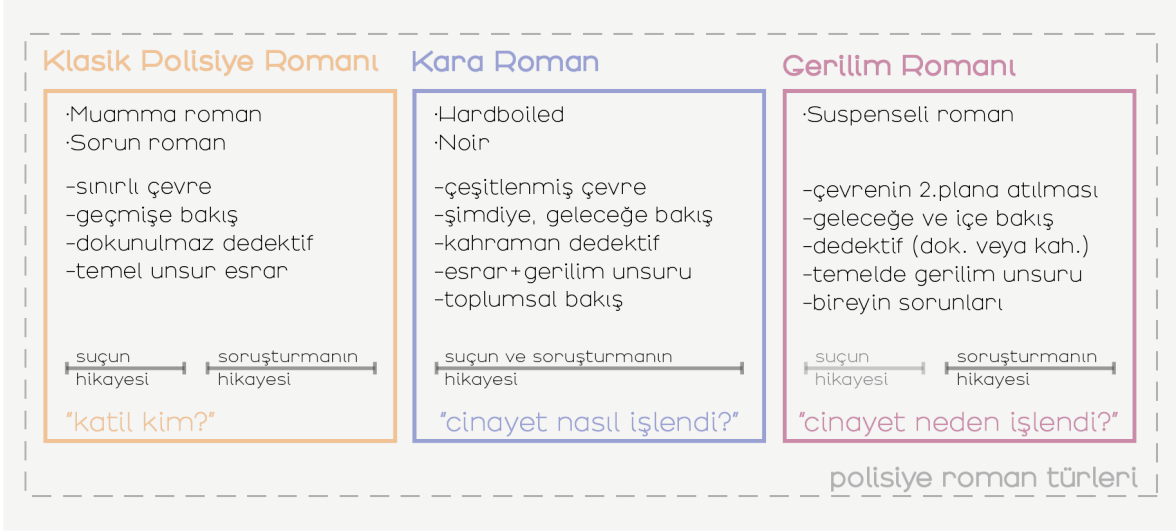 Klasik Polisiye Romanı
·Muamma roman
·Sorun roman
-sınırlı çevre
-geçmişe bakış
-dokunulmaz dedektif
-temel unsur esrar
suçun
hikayesi
soruşturmanın
hikayesi
"katil kim?"
Kara Roman
·Hardboiled
·Noir
-çeşitlenmiş çevre
-şimdiye, geleceğe bakış
-kahraman dedektif
-esrar+gerilim unsuru
-toplumsal bakış
suçun ve soruşturmanın
hikayesi
"cinayet nasıl işlendi?"
Gerilim Romanı
·Suspenseli roman
-çevrenin 2.plana atılması
-geleceğe ve içe bakış
-dedektif (dok. veya kah.)
-temelde gerilim unsuru
-bireyin sorunları
suçun
hikayesi
soruşturmanın
hikayesi
"cinayet neden işlendi?"
polisiye roman türleri